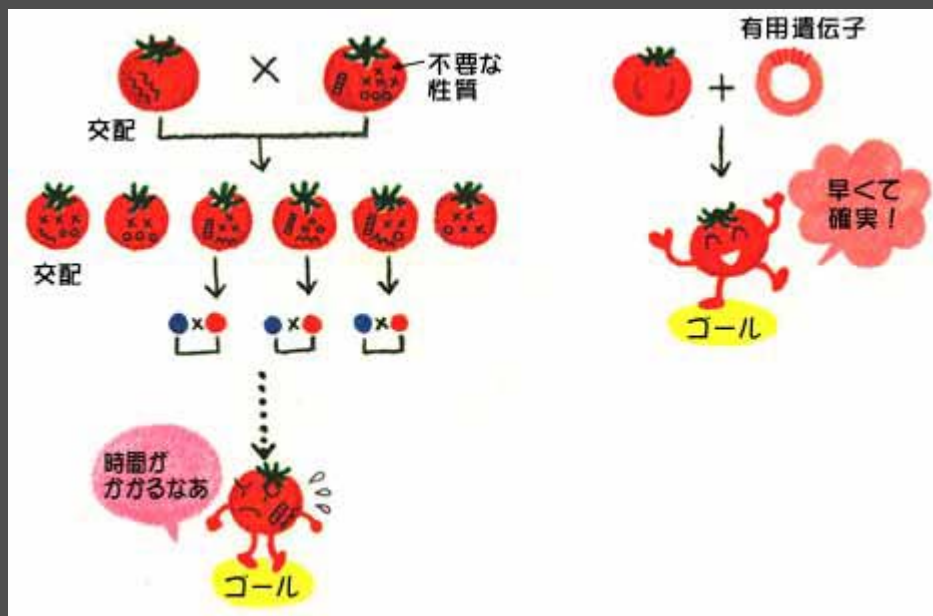 不要な
性質
交配
交配
時間が
かかるなあ
ゴール
有用遺伝子
早くて
確実！
ゴール